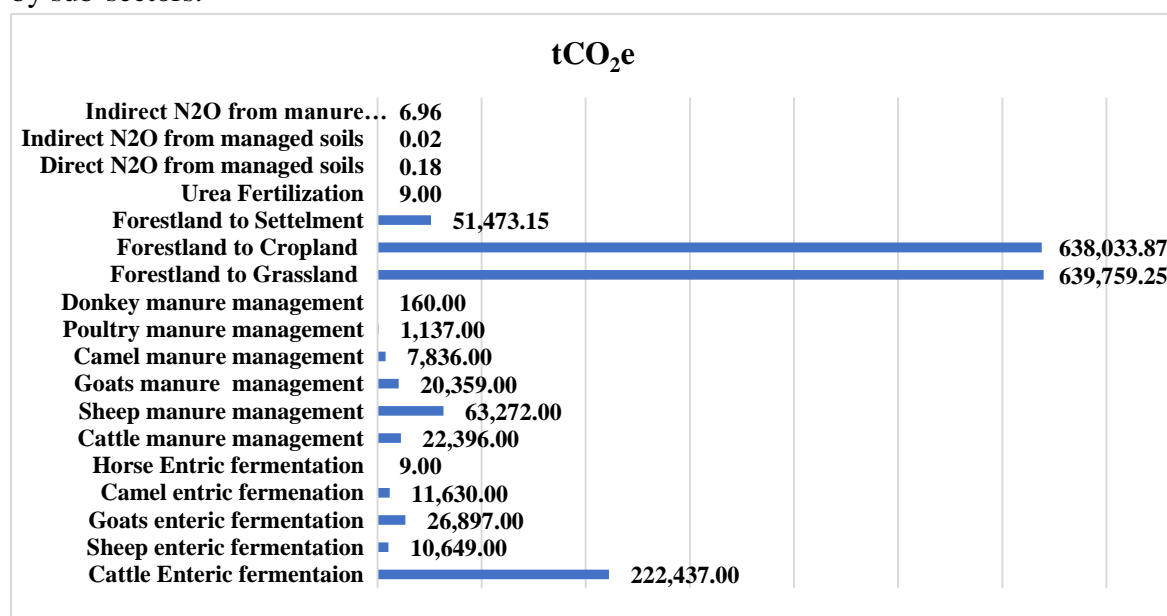 by sub-sectors.
tCO₂e
Indirect N2O from manure… 6.96
Indirect N2O from managed soils 0.02
Direct N2O from managed soils 0.18
Urea Fertilization 9.00
Forestland to Settelment 51,473.15
Forestland to Cropland 638,033.87
Forestland to Grassland 639,759.25
Donkey manure management 160.00
Poultry manure management 1,137.00
Camel manure management 7,836.00
Goats manure management 20,359.00
Sheep manure management 63,272.00
Cattle manure management 22,396.00
Horse Entric fermentation 9.00
Camel entric fermenation 11,630.00
Goats enteric fermentation 26,897.00
Sheep enteric fermentation 10,649.00
Cattle Enteric fermentaion 222,437.00